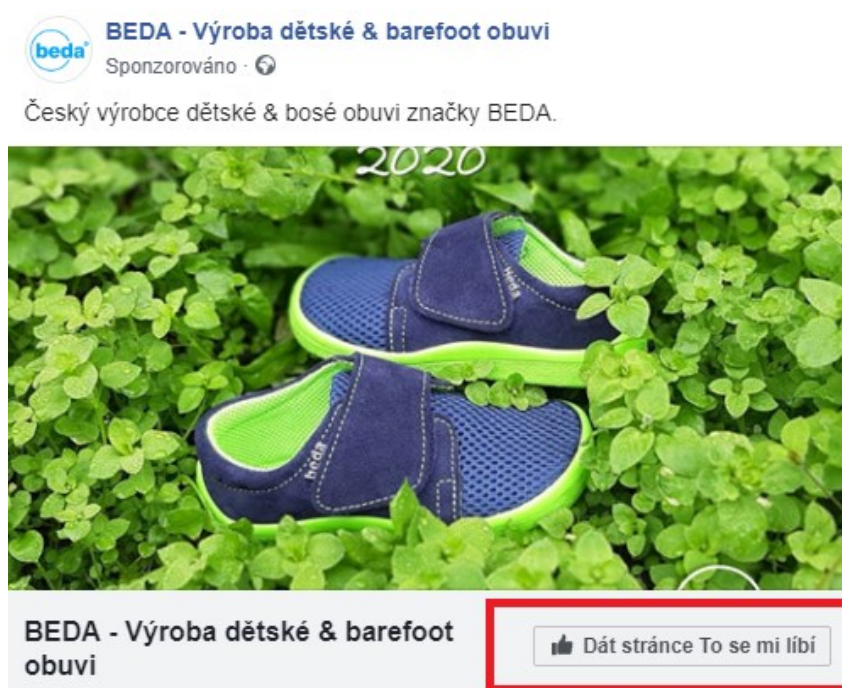 beda
BEDA - Výroba dětské & barefoot obuvi
Sponzorováno ·
Český výrobce dětské & bosé obuvi značky BEDA.
2020
beda
beda
BEDA - Výroba dětské & barefoot
obuvi
Dát stránce To se mi líbí